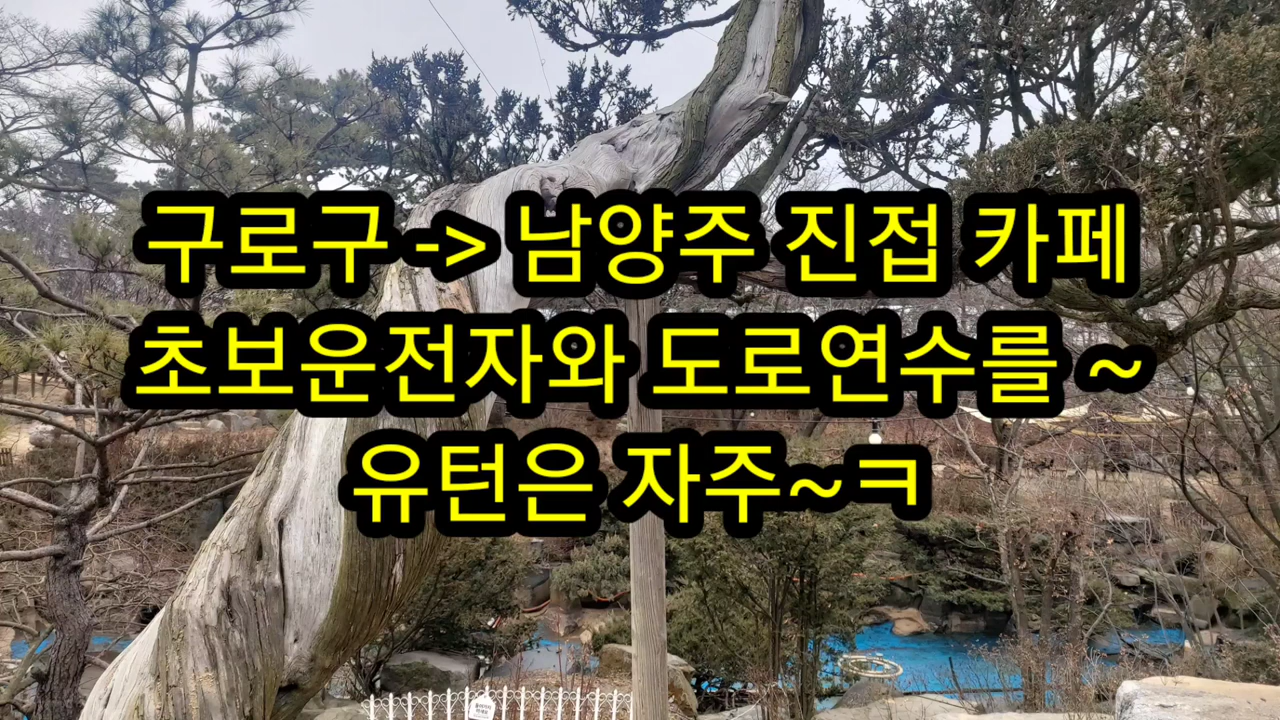 구로구 -> 남양주 진접 카페
초보운전자와 도로연수를 ~
유턴은 자주~ㅋ